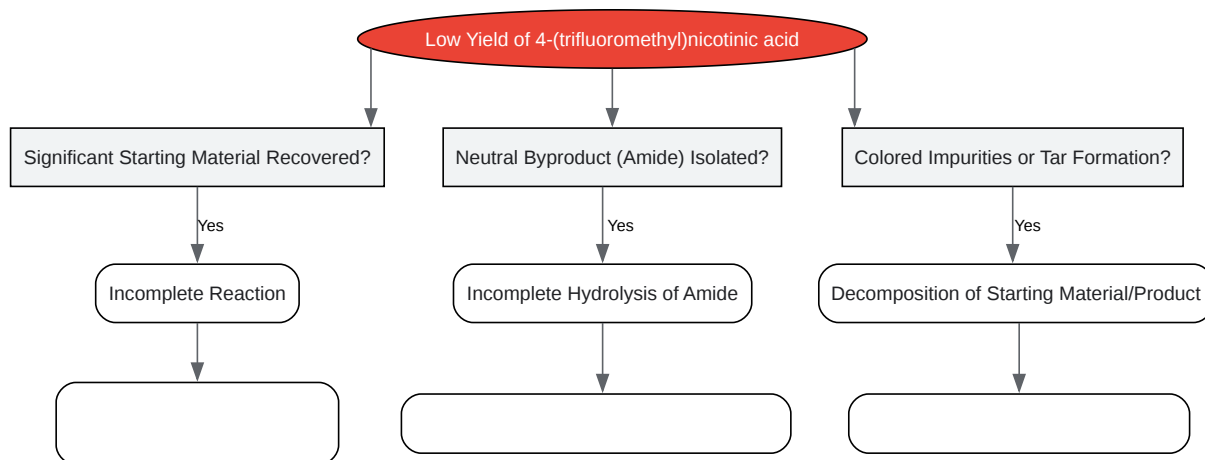 Low Yield of 4-(trifluoromethyl)nicotinic acid
Significant Starting Material Recovered?
Neutral Byproduct (Amide) Isolated?
Colored Impurities or Tar Formation?
Yes
Yes
Yes
Incomplete Reaction
Incomplete Hydrolysis of Amide
Decomposition of Starting Material/Product